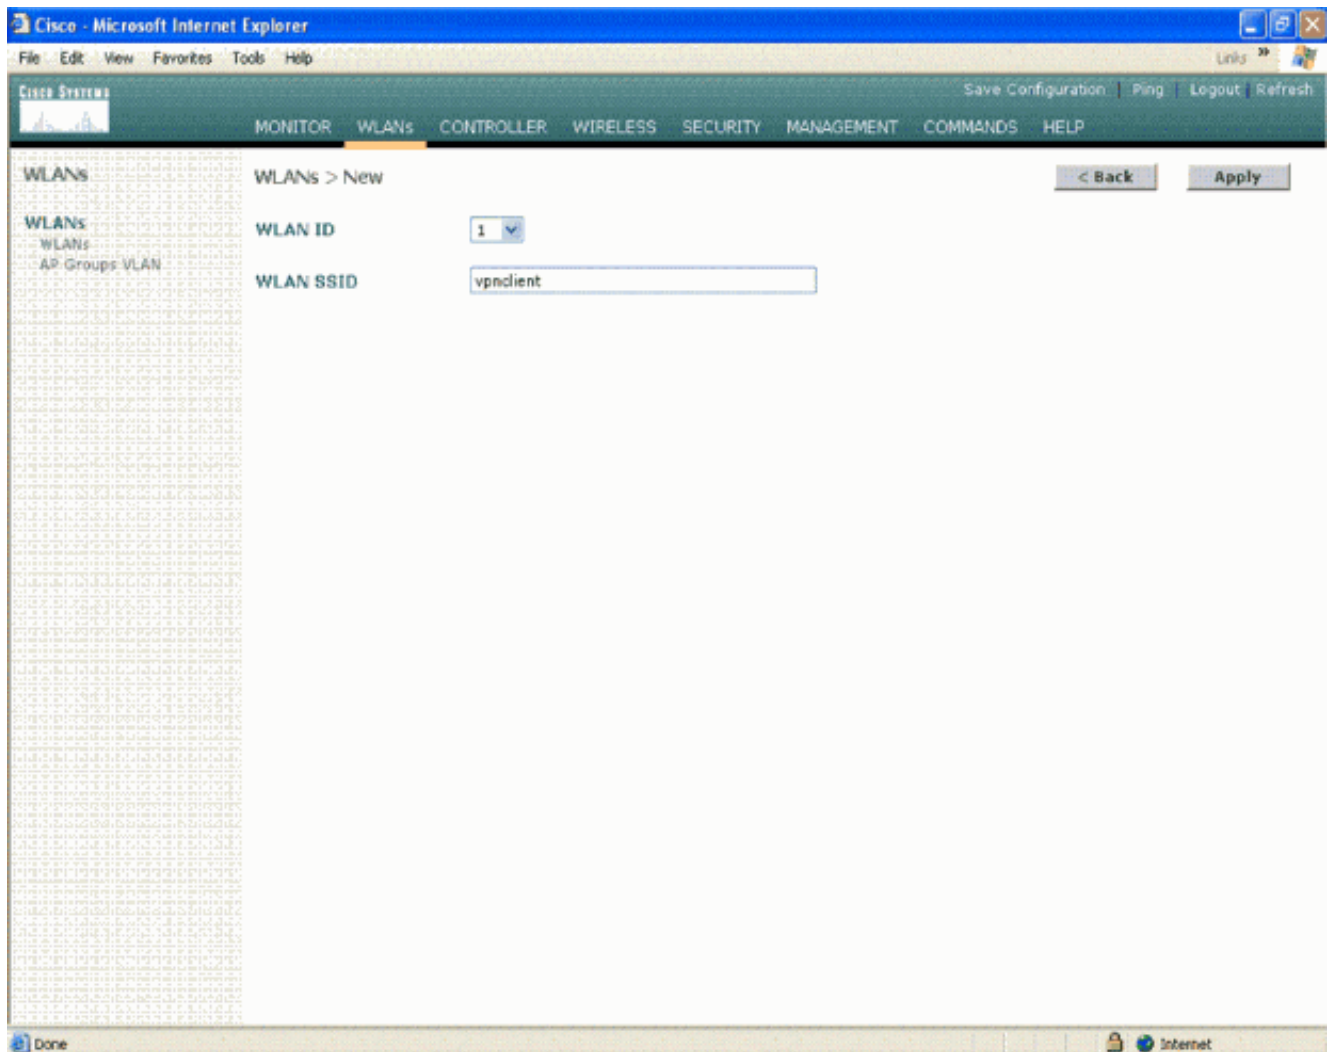 Cisco - Microsoft Internet Explorer
File Edit View Favorites Tools Help Links »
CISCO SYSTEMS
Save Configuration | Ping | Logout | Refresh
MONITOR WLANs CONTROLLER WIRELESS SECURITY MANAGEMENT COMMANDS HELP
WLANs
WLANs > New
< Back Apply
WLANs
WLANs
AP Groups VLAN
WLAN ID 1
WLAN SSID vpnclient
Done Internet